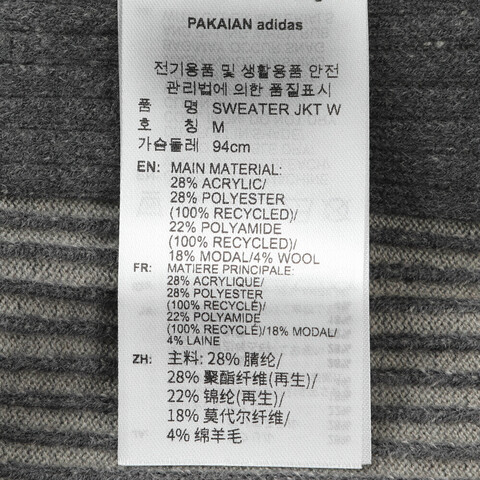 PAKAIAN adidas
전기용품 및 생활용품 안전
관리법에 의한 품질표시
품 명 SWEATER JKT W
호 칭 M
가슴둘레 94cm
EN: MAIN MATERIAL:
28% ACRYLIC/
28% POLYESTER
(100% RECYCLED)/
22% POLYAMIDE
(100% RECYCLED)/
18% MODAL/4% WOOL
FR: MATIERE PRINCIPALE:
28% ACRYLIQUE/
28% POLYESTER
(100% RECYCLÉ)/
22% POLYAMIDE
(100% RECYCLÉ)/18% MODAL/
4% LAINE
ZH: 主料: 28% 腈纶/
28% 聚酯纤维(再生)/
22% 锦纶(再生)/
18% 莫代尔纤维/
4% 绵羊毛